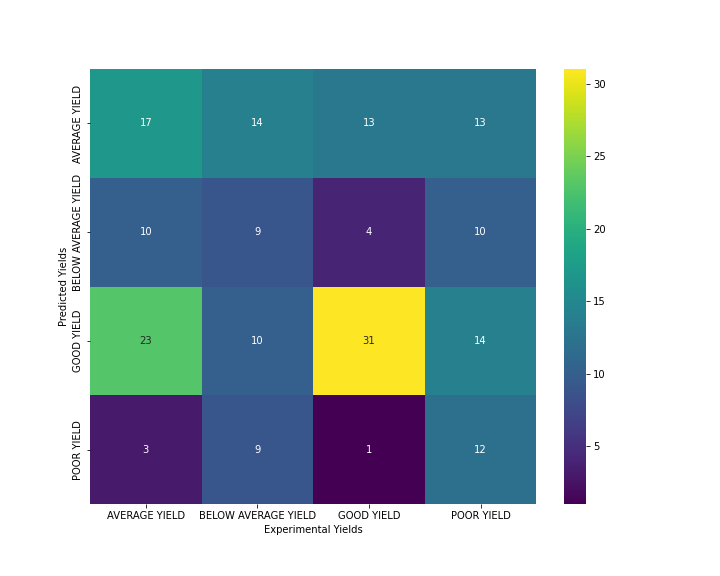 Predicted Yields
AVERAGE YIELD
BELOW AVERAGE YIELD
GOOD YIELD
POOR YIELD
17 14 13 13
10 9 4 10
23 10 31 14
3 9 1 12
AVERAGE YIELD BELOW AVERAGE YIELD GOOD YIELD POOR YIELD
Experimental Yields
30
25
20
15
10
5